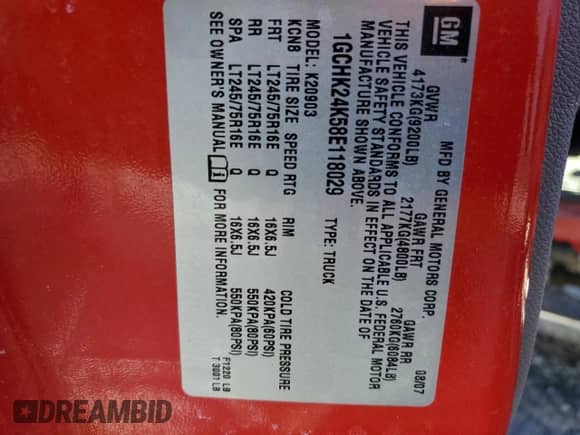 GM
MFD BY GENERAL MOTORS CORP. 08/07
GVWR GAWR FRT GAWR RR
4173KG(9200LB) 2177KG(4800LB) 2760KG(6084LB)
THIS VEHICLE CONFORMS TO ALL APPLICABLE U.S. FEDERAL MOTOR
VEHICLE SAFETY STANDARDS IN EFFECT ON THE DATE OF
MANUFACTURE SHOWN ABOVE.
1GCHK24K58E118029 TYPE: TRUCK
MODEL: K20903
KCN8 TIRE SIZE SPEED RTG RIM COLD TIRE PRESSURE
FRT LT245/75R16E Q 16X6.5J 420KPA(60PSI)
RR LT245/75R16E Q 16X6.5J 550KPA(80PSI)
SPA LT245/75R16E Q 16X6.5J 550KPA(80PSI)
SEE OWNER'S MANUAL FOR MORE INFORMATION.
F1220 LB
T 3001 LB
DREAMBID